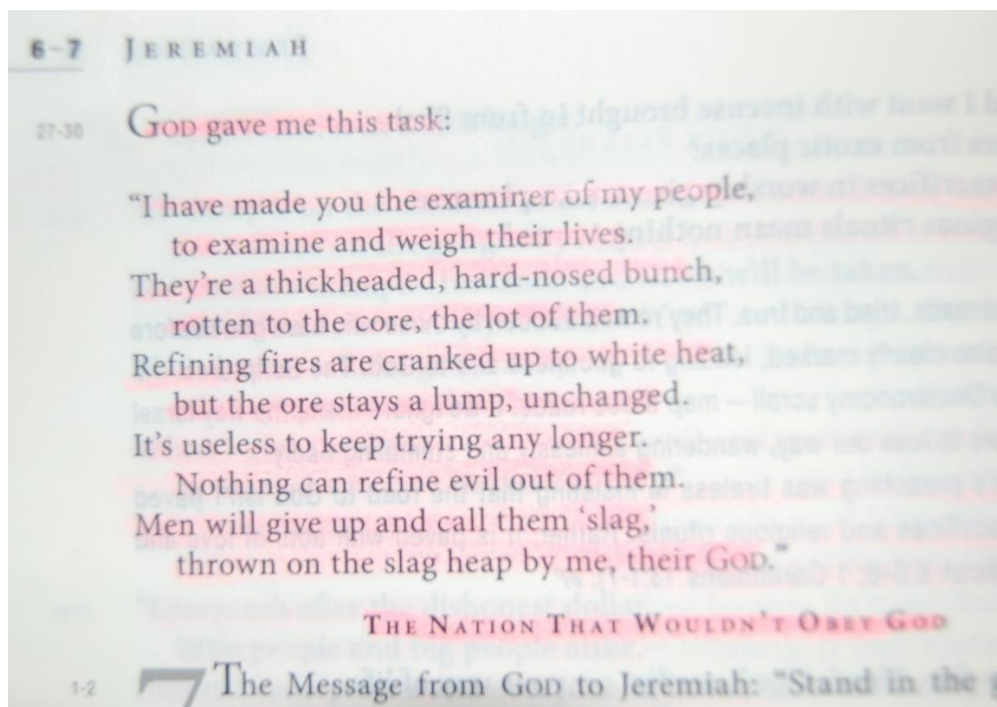 6-7 JEREMIAH
27-30 GOD gave me this task:
“I have made you the examiner of my people,
to examine and weigh their lives.
They’re a thickheaded, hard-nosed bunch,
rotten to the core, the lot of them.
Refining fires are cranked up to white heat,
but the ore stays a lump, unchanged.
It’s useless to keep trying any longer.
Nothing can refine evil out of them.
Men will give up and call them ‘slag,’
thrown on the slag heap by me, their GOD.”
THE NATION THAT WOULDN’T OBEY GOD
1-2 7 The Message from GOD to Jeremiah: “Stand in the